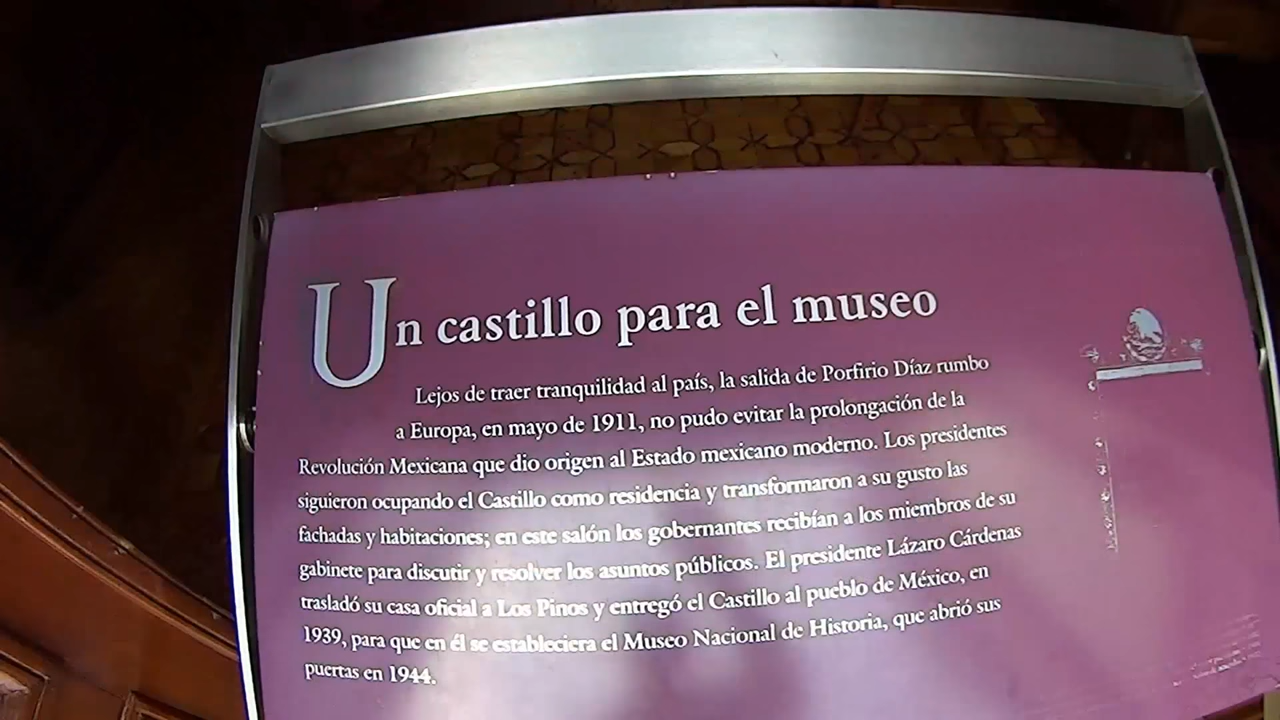 Un castillo para el museo
Lejos de traer tranquilidad al país, la salida de Porfirio Díaz rumbo
a Europa, en mayo de 1911, no pudo evitar la prolongación de la
Revolución Mexicana que dio origen al Estado mexicano moderno. Los presidentes
siguieron ocupando el Castillo como residencia y transformaron a su gusto las
fachadas y habitaciones; en este salón los gobernantes recibían a los miembros de su
gabinete para discutir y resolver los asuntos públicos. El presidente Lázaro Cárdenas
trasladó su casa oficial a Los Pinos y entregó el Castillo al pueblo de México, en
1939, para que en él se estableciera el Museo Nacional de Historia, que abrió sus
puertas en 1944.